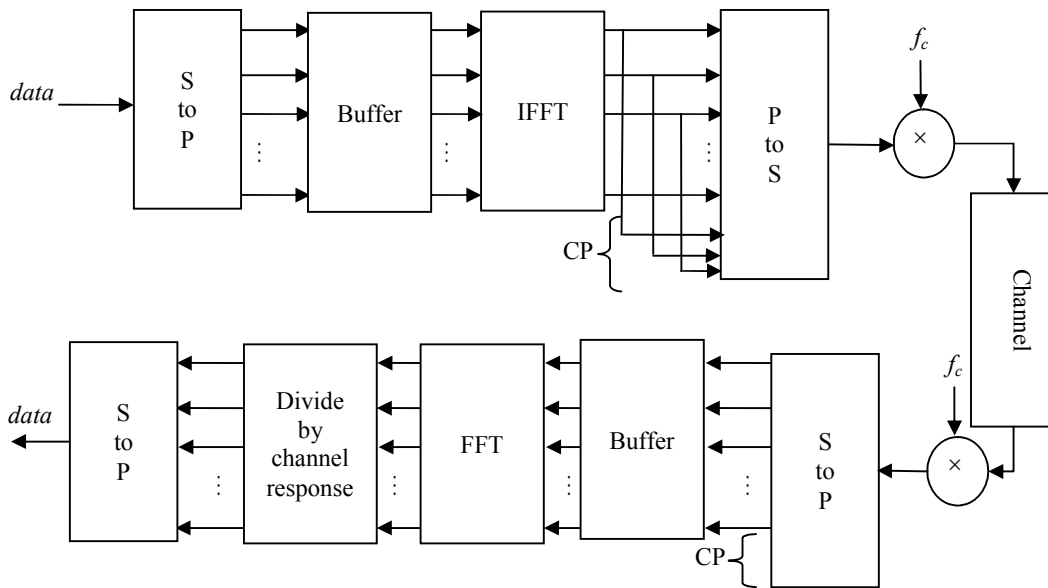 data
S
to
P
Buffer
IFFT
CP
P
to
S
f_c
×
Channel
f_c
×
S
to
P
CP
Buffer
FFT
Divide
by
channel
response
S
to
P
data